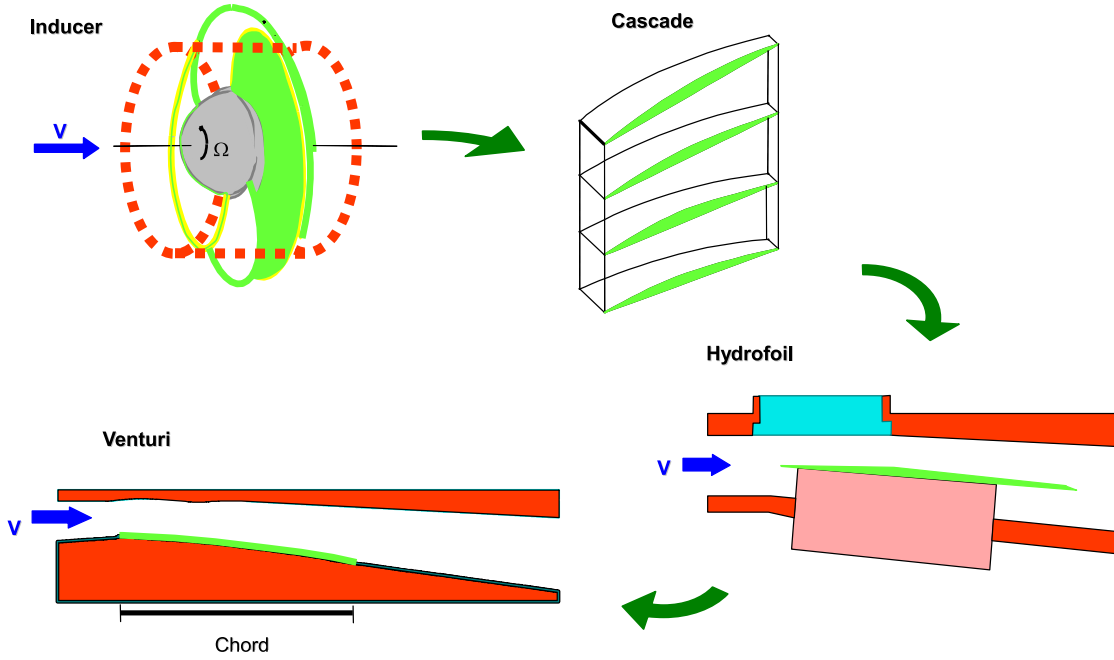 Inducer
Cascade
V
Ω
Hydrofoil
Venturi
V
V
Chord